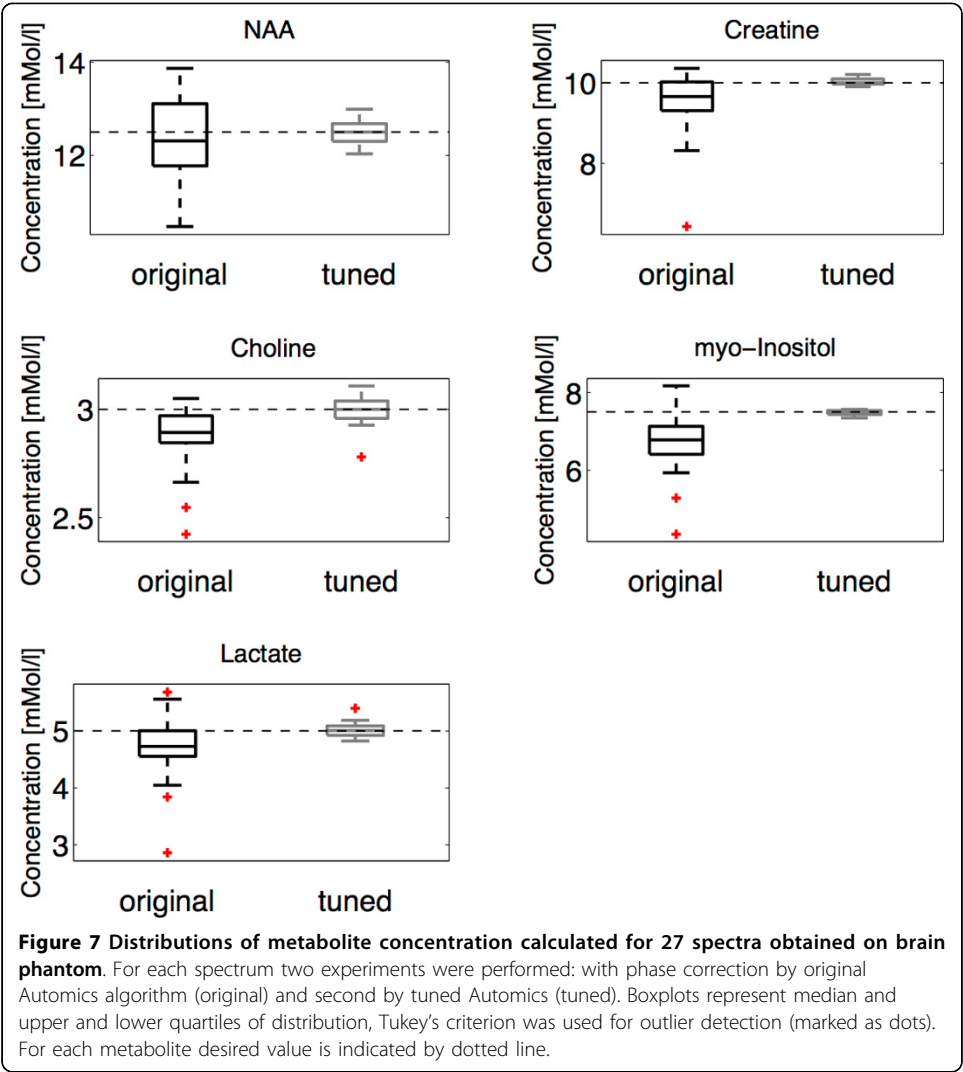 NAA
Creatine
Concentration [mMol/l]
14
12
original
tuned
Concentration [mMol/l]
10
8
original
tuned
Choline
myo-Inositol
Concentration [mMol/l]
3
2.5
original
tuned
Concentration [mMol/l]
8
6
original
tuned
Lactate
Concentration [mMol/l]
5
4
3
original
tuned
Figure 7 Distributions of metabolite concentration calculated for 27 spectra obtained on brain
phantom. For each spectrum two experiments were performed: with phase correction by original
Automics algorithm (original) and second by tuned Automics (tuned). Boxplots represent median and
upper and lower quartiles of distribution, Tukey's criterion was used for outlier detection (marked as dots).
For each metabolite desired value is indicated by dotted line.